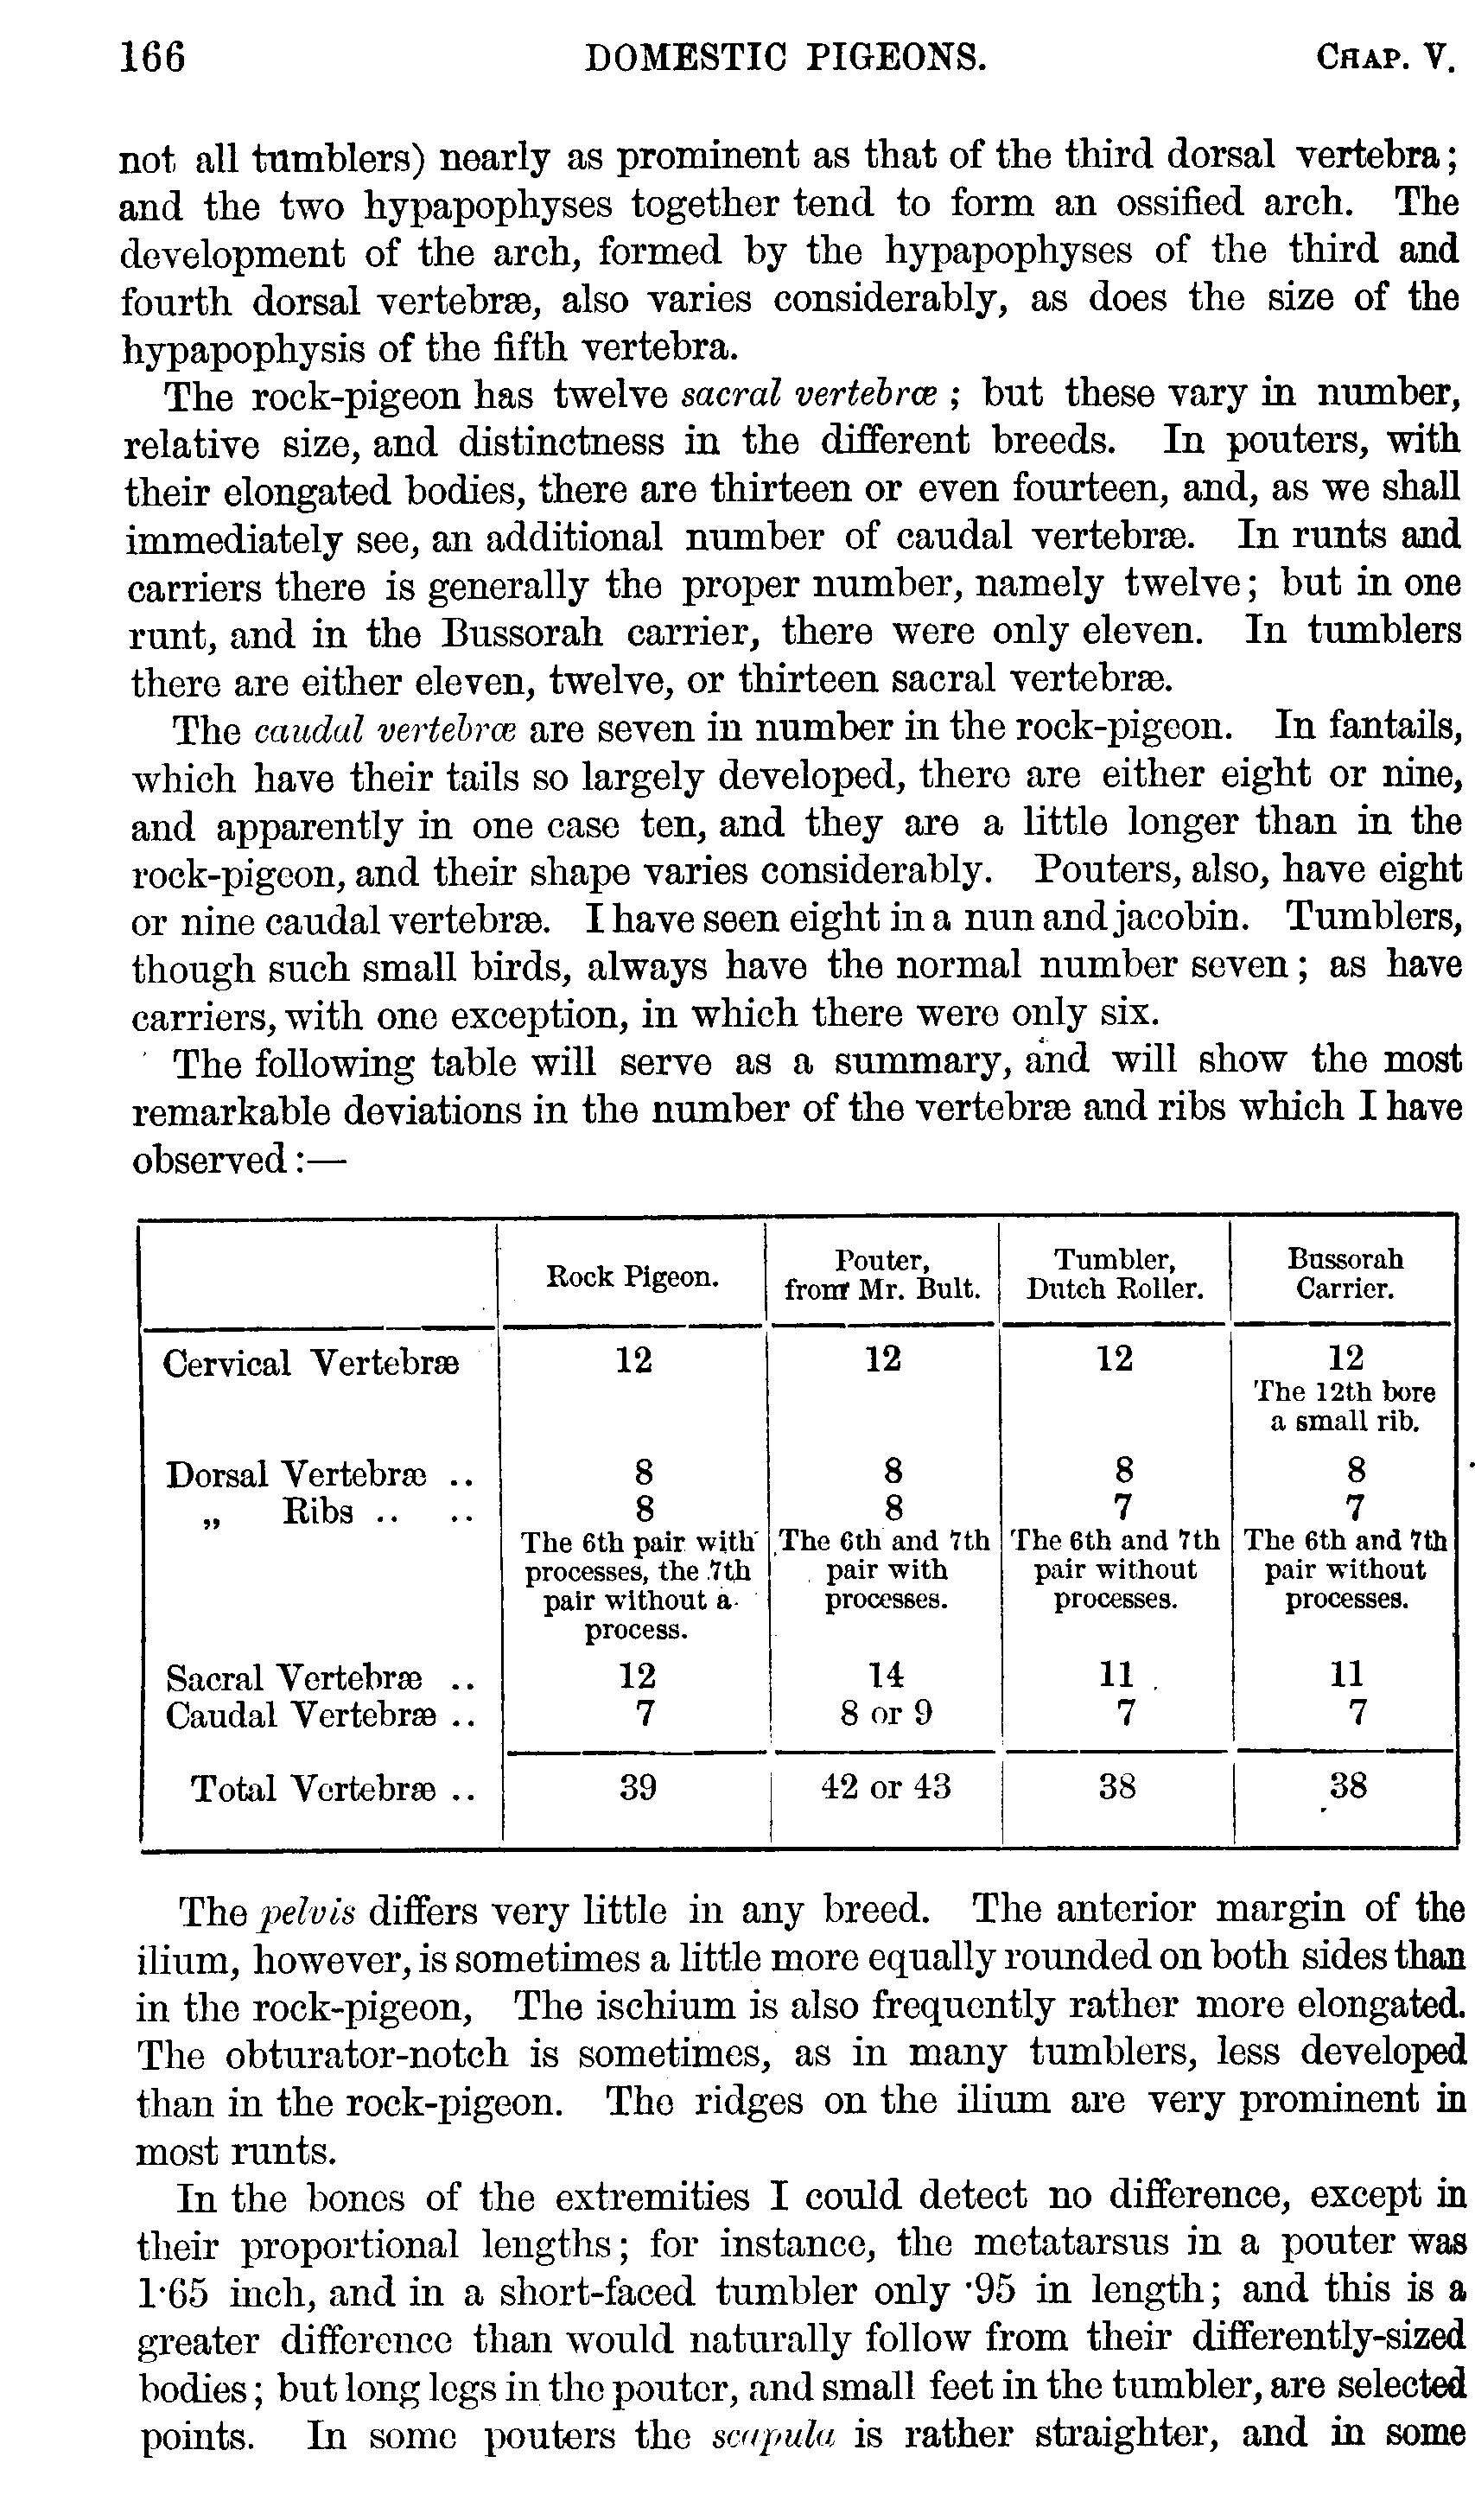 166 DOMESTIC PIGEONS. CHAP. V.
not all tumblers) nearly as prominent as that of the third dorsal vertebra;
and the two hypapophyses together tend to form an ossified arch. The
development of the arch, formed by the hypapophyses of the third and
fourth dorsal vertebræ, also varies considerably, as does the size of the
hypapophysis of the fifth vertebra.
The rock-pigeon has twelve sacral vertebræ; but these vary in number,
relative size, and distinctness in the different breeds. In pouters, with
their elongated bodies, there are thirteen or even fourteen, and, as we shall
immediately see, an additional number of caudal vertebræ. In runts and
carriers there is generally the proper number, namely twelve; but in one
runt, and in the Bussorah carrier, there were only eleven. In tumblers
there are either eleven, twelve, or thirteen sacral vertebræ.
The caudal vertebræ are seven in number in the rock-pigeon. In fantails,
which have their tails so largely developed, there are either eight or nine,
and apparently in one case ten, and they are a little longer than in the
rock-pigeon, and their shape varies considerably. Pouters, also, have eight
or nine caudal vertebræ. I have seen eight in a nun and jacobin. Tumblers,
though such small birds, always have the normal number seven; as have
carriers, with one exception, in which there were only six.
The following table will serve as a summary, and will show the most
remarkable deviations in the number of the vertebræ and ribs which I have
observed:—
Rock Pigeon. Pouter, Tumbler, Bussorah
from Mr. Bult. Dutch Roller. Carrier.
Cervical Vertebræ 12 12 12 12
The 12th bore
a small rib.
Dorsal Vertebræ .. 8 8 8 8
„ Ribs .. .. 8 8 7 7
The 6th pair with The 6th and 7th The 6th and 7th The 6th and 7th
processes, the 7th pair with pair without pair without
pair without a processes. processes. processes.
process.
Sacral Vertebræ .. 12 14 11 11
Caudal Vertebræ .. 7 8 or 9 7 7
Total Vertebræ .. 39 42 or 43 38 38
The pelvis differs very little in any breed. The anterior margin of the
ilium, however, is sometimes a little more equally rounded on both sides than
in the rock-pigeon, The ischium is also frequently rather more elongated.
The obturator-notch is sometimes, as in many tumblers, less developed
than in the rock-pigeon. The ridges on the ilium are very prominent in
most runts.
In the bones of the extremities I could detect no difference, except in
their proportional lengths; for instance, the metatarsus in a pouter was
1·65 inch, and in a short-faced tumbler only ·95 in length; and this is a
greater difference than would naturally follow from their differently-sized
bodies; but long legs in the pouter, and small feet in the tumbler, are selected
points. In some pouters the scapula is rather straighter, and in some